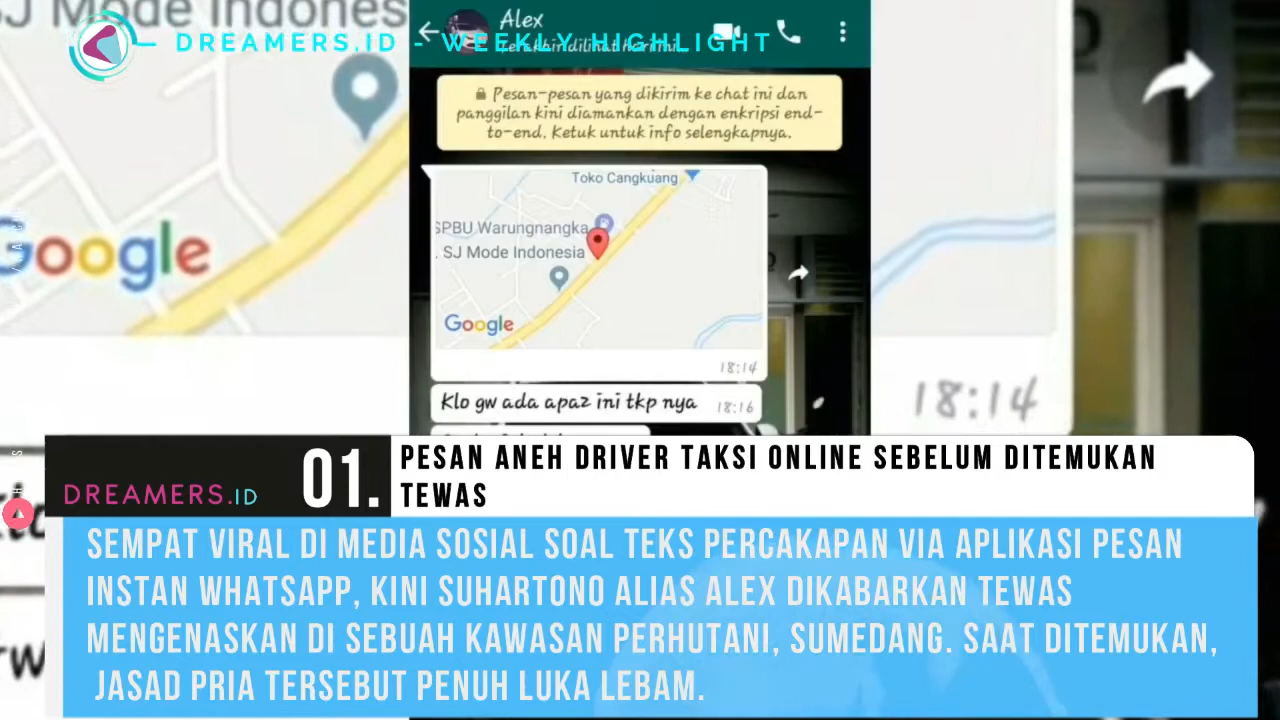 SJ Mode Indones
DREAMERS.ID - WEEKLY HIGHLIGHT
Alex
Pesan-pesan yang dikirim ke chat ini dan
panggilan kini diamankan dengan enkripsi end-
to-end. Ketuk untuk info selengkapnya.
Toko Cangkuang
SPBU Warungnangka
. SJ Mode Indonesia
Google
18:14
Klo gw ada apa2 ini tkp nya 18:16
Google
18:14
DREAMERS.ID
01.
PESAN ANEH DRIVER TAKSI ONLINE SEBELUM DITEMUKAN
TEWAS
SEMPAT VIRAL DI MEDIA SOSIAL SOAL TEKS PERCAKAPAN VIA APLIKASI PESAN
INSTAN WHATSAPP, KINI SUHARTONO ALIAS ALEX DIKABARKAN TEWAS
MENGENASKAN DI SEBUAH KAWASAN PERHUTANI, SUMEDANG. SAAT DITEMUKAN,
JASAD PRIA TERSEBUT PENUH LUKA LEBAM.